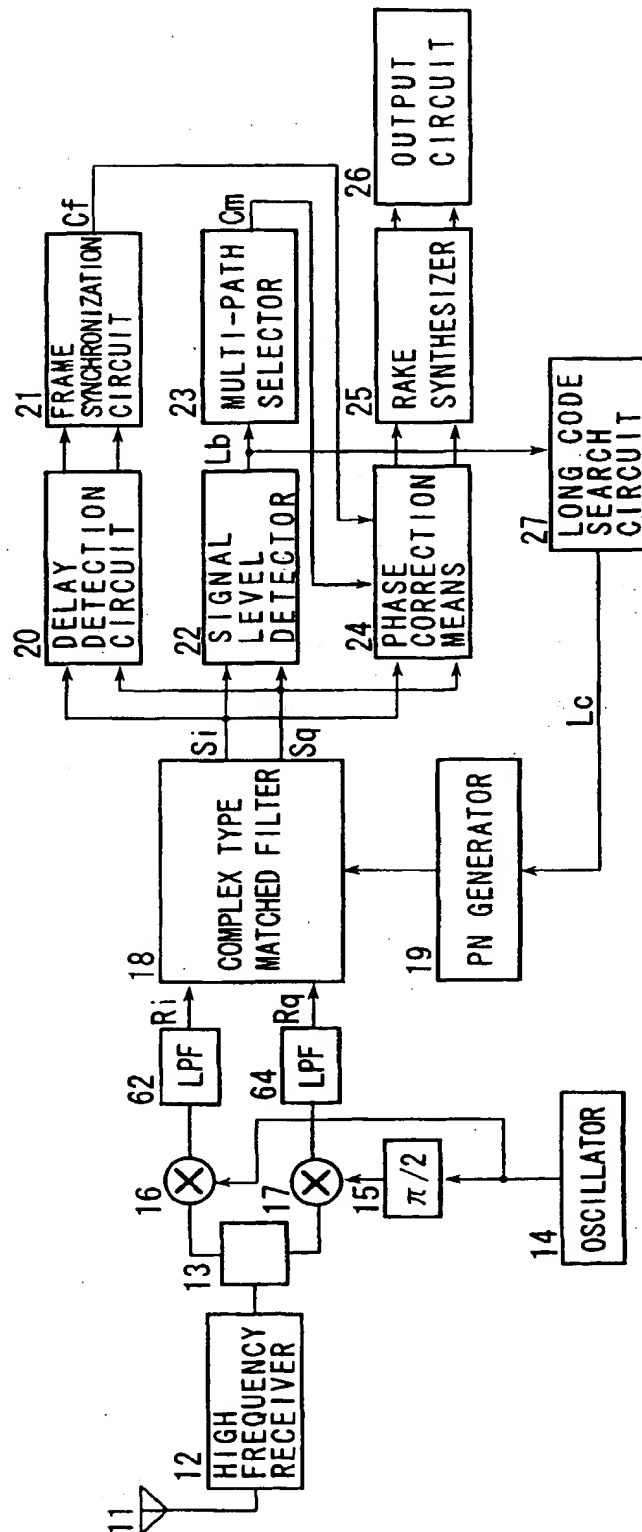 11
12
HIGH
FREQUENCY
RECEIVER
13
16
17
15
π/2
14
OSCILLATOR
62
LPF
Ri
64
LPF
Rq
18
COMPLEX TYPE
MATCHED FILTER
19
PN GENERATOR
Si
Sq
20
DELAY
DETECTION
CIRCUIT
21
FRAME
SYNCHRONIZATION
CIRCUIT
Cf
22
SIGNAL
LEVEL
DETECTOR
Lb
23
MULTI-PATH
SELECTOR
Cm
24
PHASE
CORRECTION
MEANS
25
RAKE
SYNTHESIZER
26
OUTPUT
CIRCUIT
27
LONG CODE
SEARCH
CIRCUIT
Lc